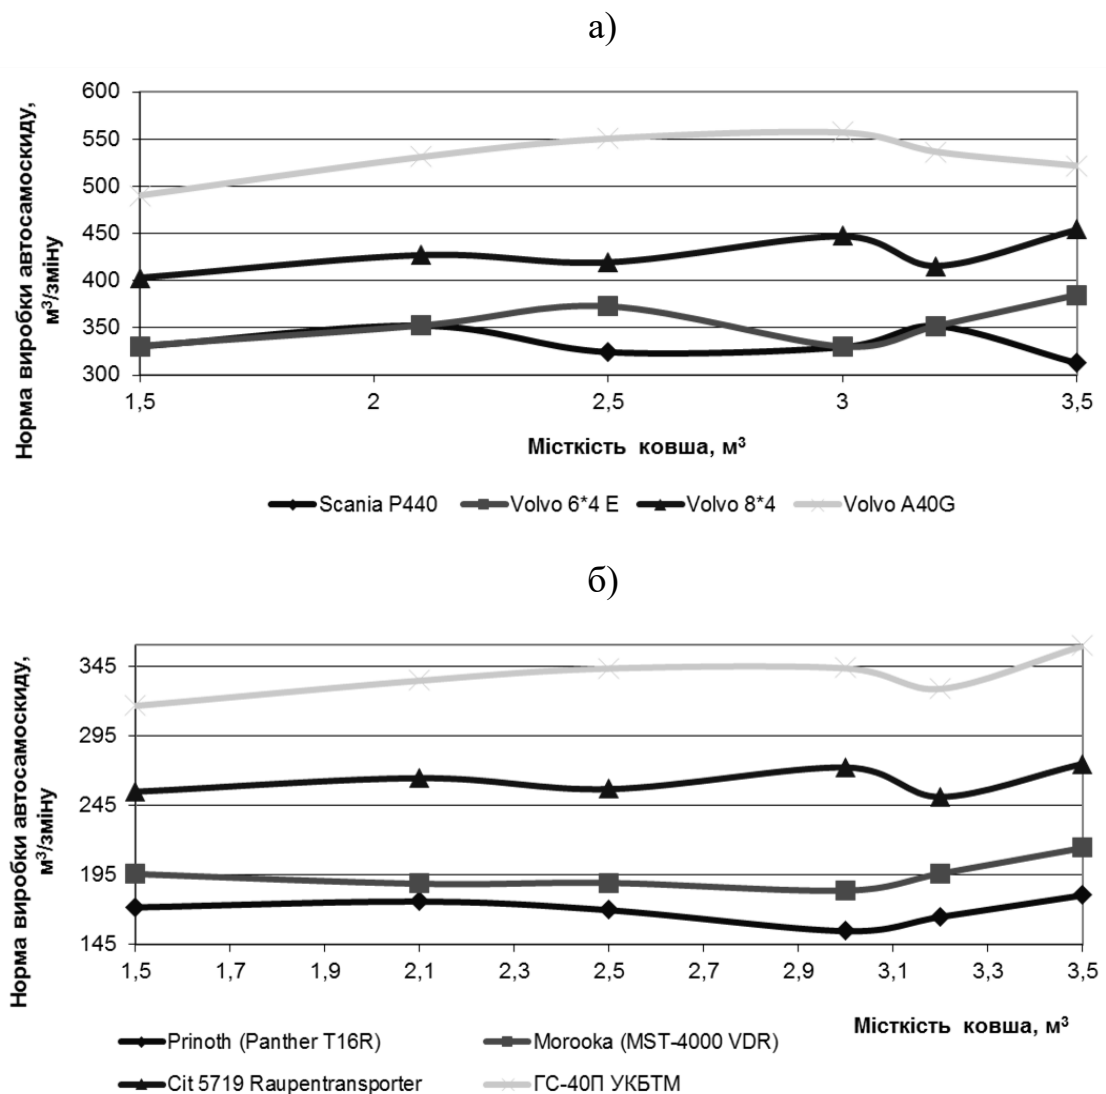 а)
Норма виробки автосамоскиду,
м³/зміну
600
550
500
450
400
350
300
1,5
2
2,5
3
3,5
Місткість ковша, м³
Scania P440
Volvo 6*4 E
Volvo 8*4
Volvo A40G
б)
Норма виробки автосамоскиду,
м³/зміну
345
295
245
195
145
1,5
1,7
1,9
2,1
2,3
2,5
2,7
2,9
3,1
3,3
3,5
Місткість ковша, м³
Prinoth (Panther T16R)
Morooka (MST-4000 VDR)
Cit 5719 Raupentransporter
ГС-40П УКБТМ